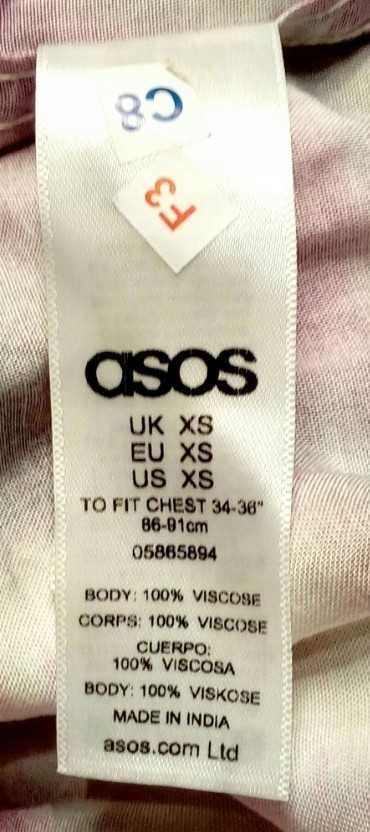 C8
F3
asos
UK XS
EU XS
US XS
TO FIT CHEST 34-36"
86-91cm
05865894
BODY: 100% VISCOSE
CORPS: 100% VISCOSE
CUERPO:
100% VISCOSA
BODY: 100% VISKOSE
MADE IN INDIA
asos.com Ltd